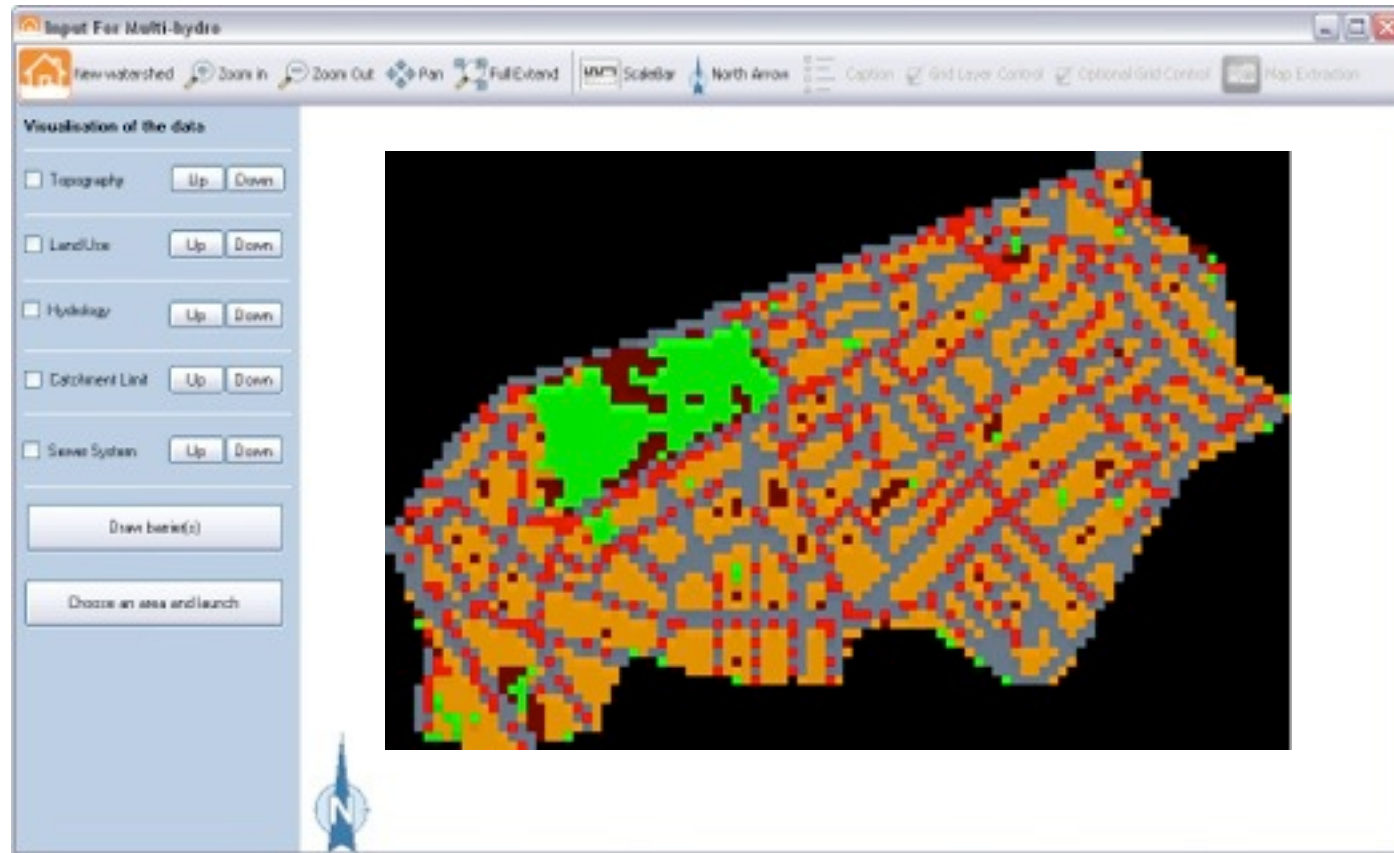 Input For Multi-hydro
New watershed Zoom in Zoom Out Pan Full Extend ScaleBar North Arrow Caption Grid Layer Control Optional Grid Control Map Extraction
Visualisation of the data
Topography Up Down
Land Use Up Down
Hydrology Up Down
Catchment Limit Up Down
Sewer System Up Down
Draw barrier(s)
Choose an area and launch
N